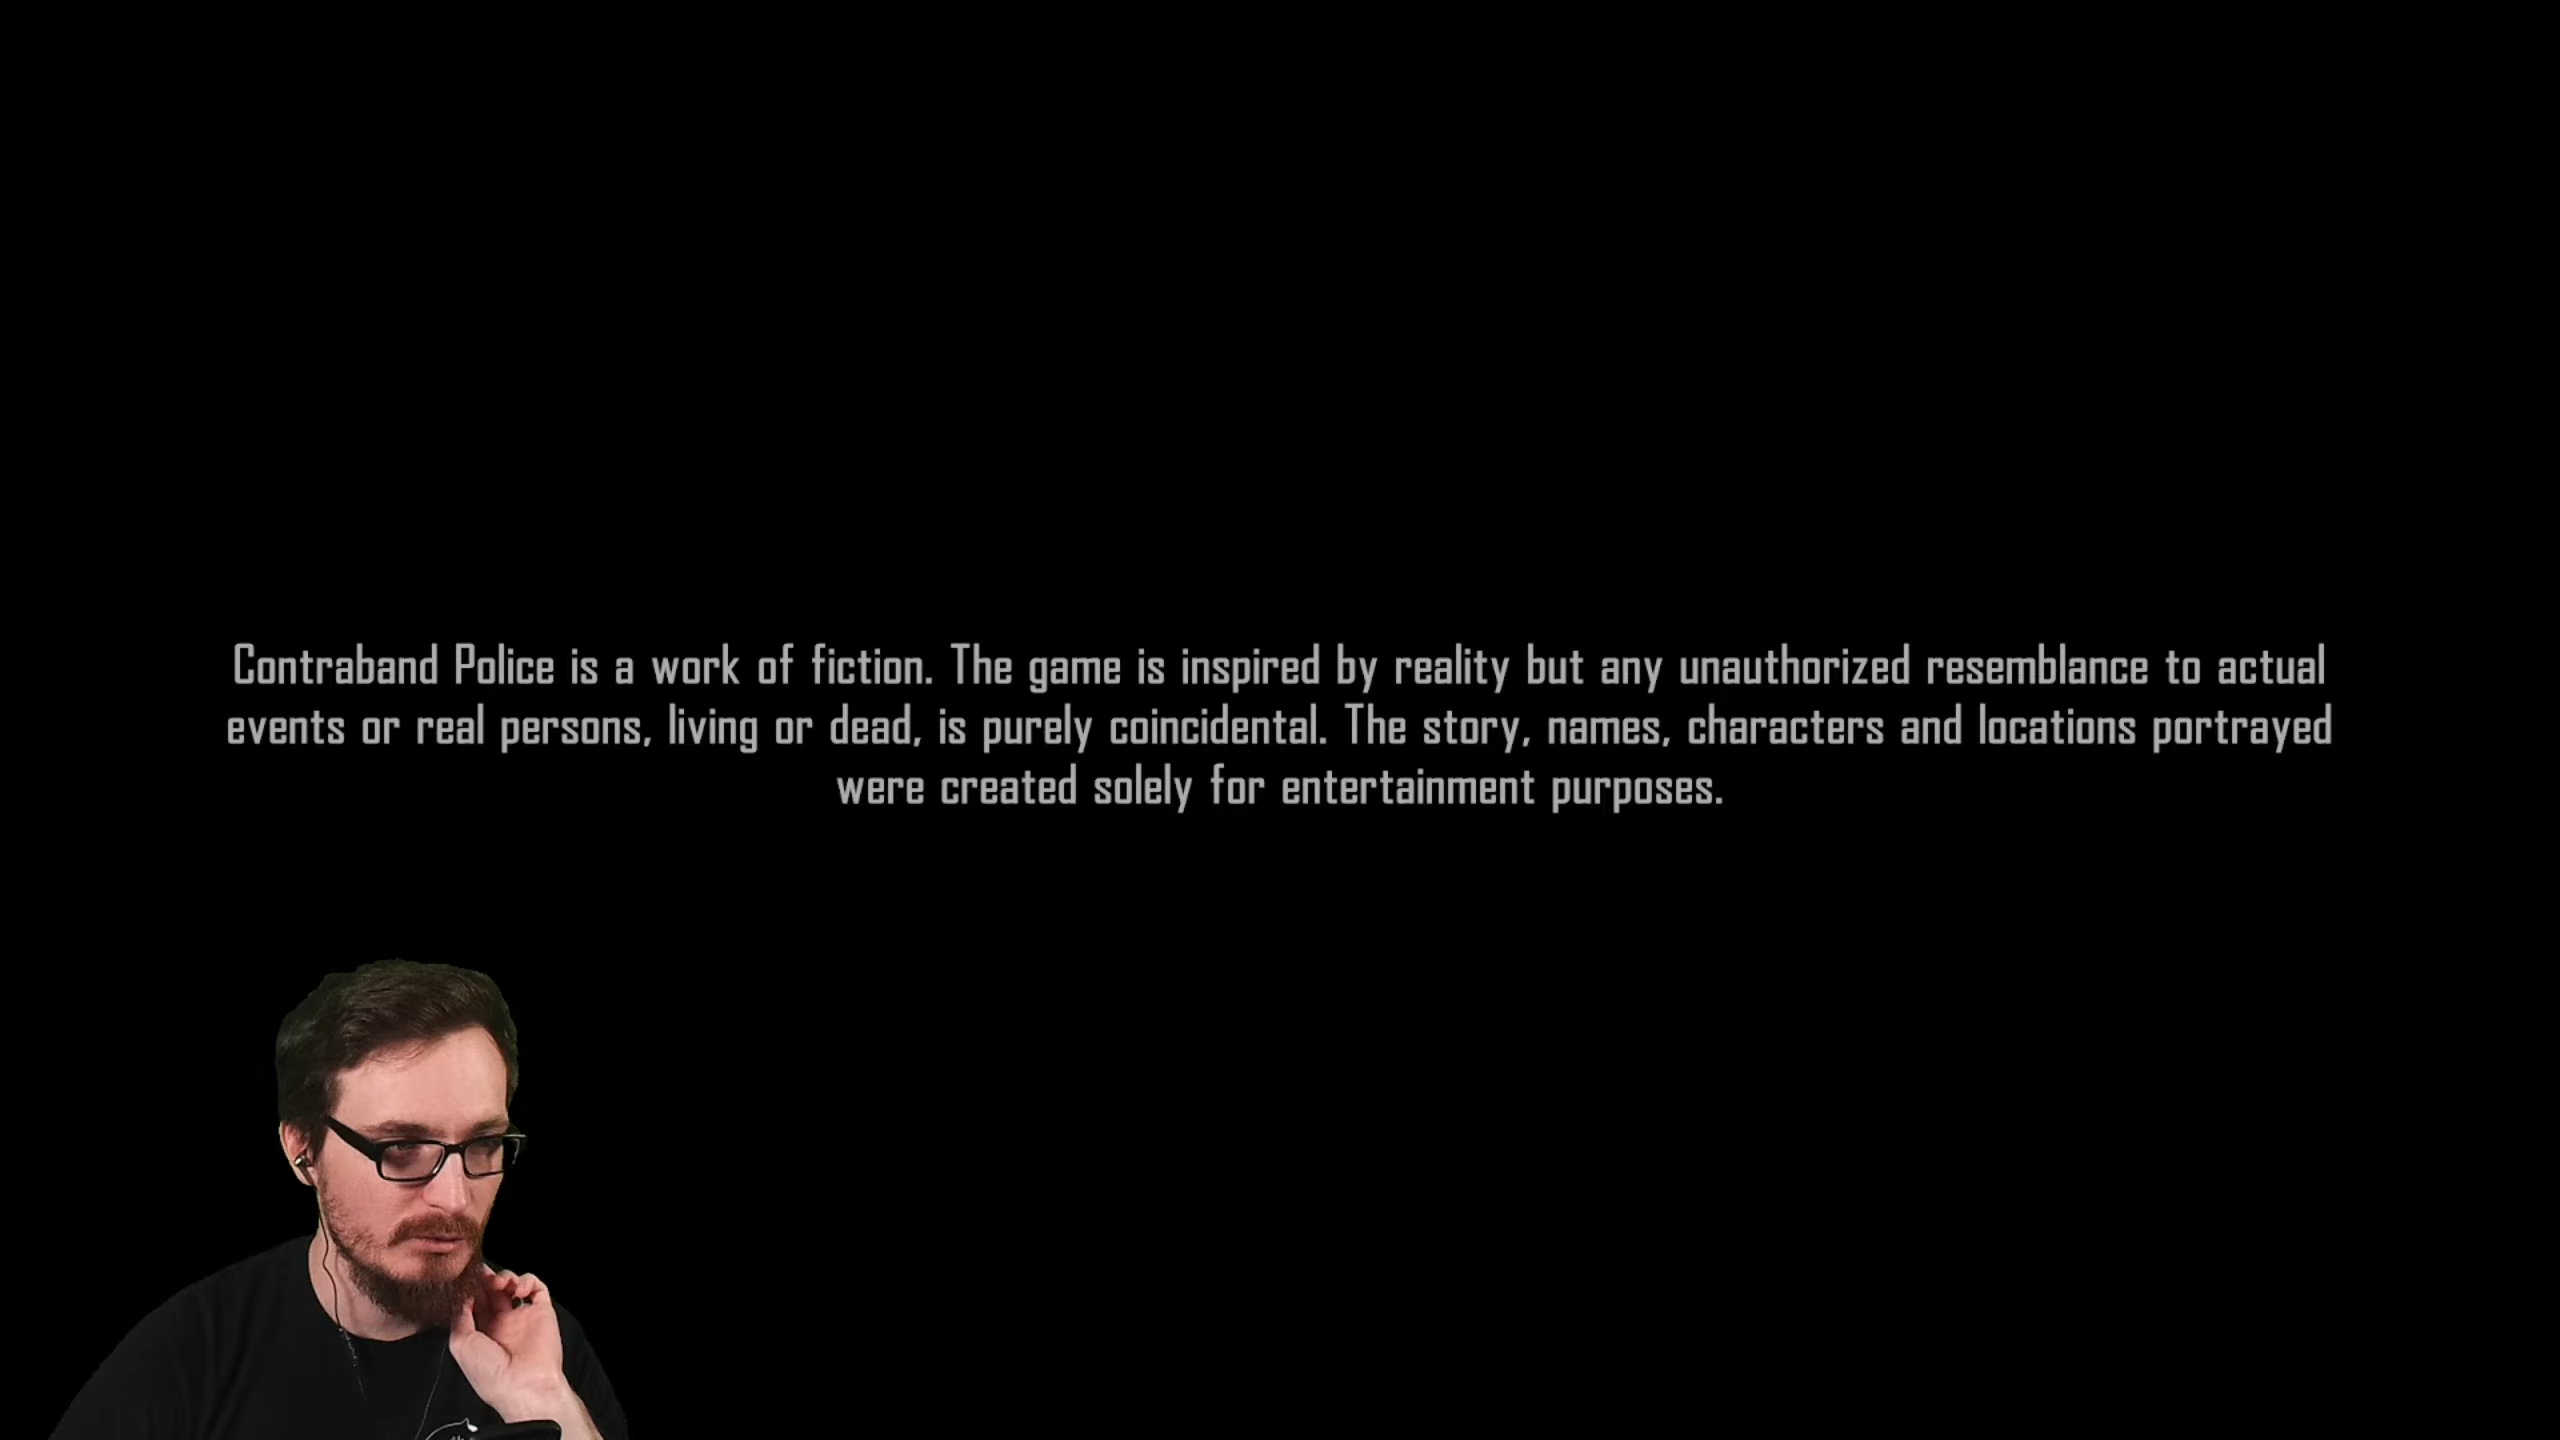 Contraband Police is a work of fiction. The game is inspired by reality but any unauthorized resemblance to actual
events or real persons, living or dead, is purely coincidental. The story, names, characters and locations portrayed
were created solely for entertainment purposes.